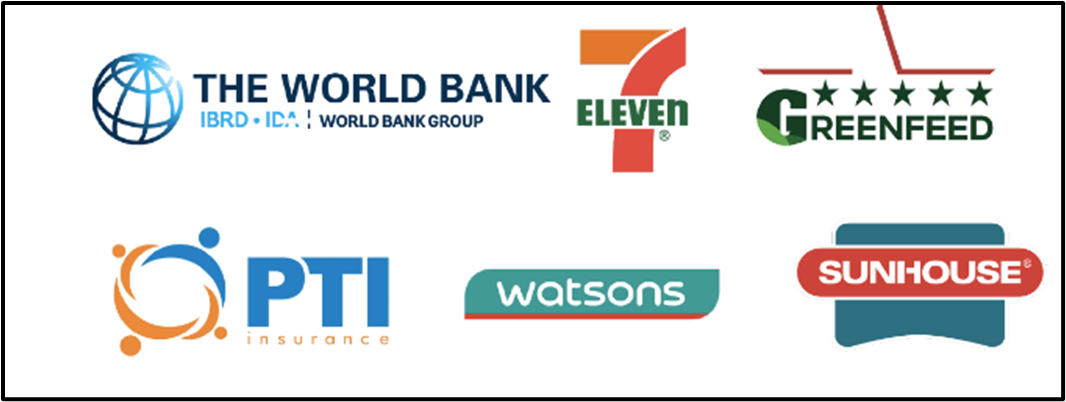 THE WORLD BANK
IBRD • IDA | WORLD BANK GROUP
7
ELEVEn
®
GREENFEED
PTI
insurance
watsons
SUNHOUSE®